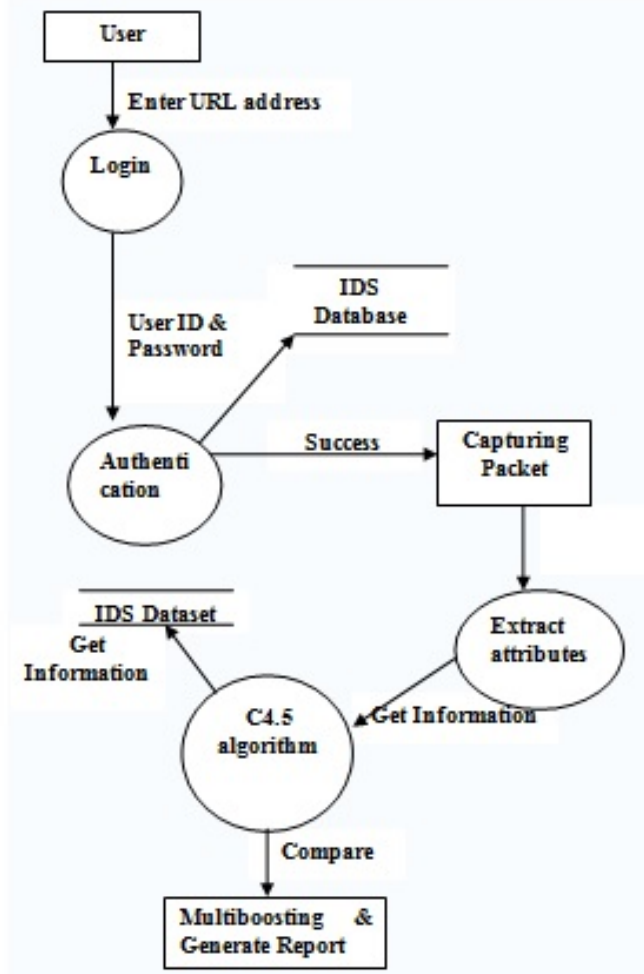 User
Enter URL address
Login
IDS
Database
User ID &
Password
Authenti
cation
Success
Capturing
Packet
IDS Dataset
Get
Information
Extract
attributes
C4.5
algorithm
Get Information
Compare
Multiboosting &
Generate Report